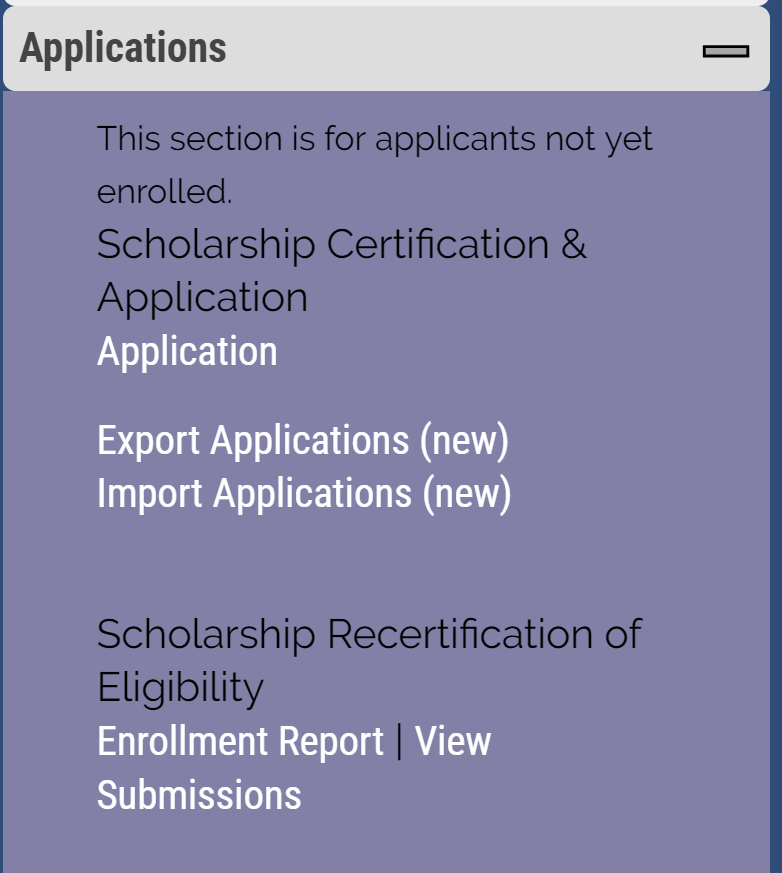 Applications
This section is for applicants not yet
enrolled.
Scholarship Certification &
Application
Application
Export Applications (new)
Import Applications (new)
Scholarship Recertification of
Eligibility
Enrollment Report | View
Submissions